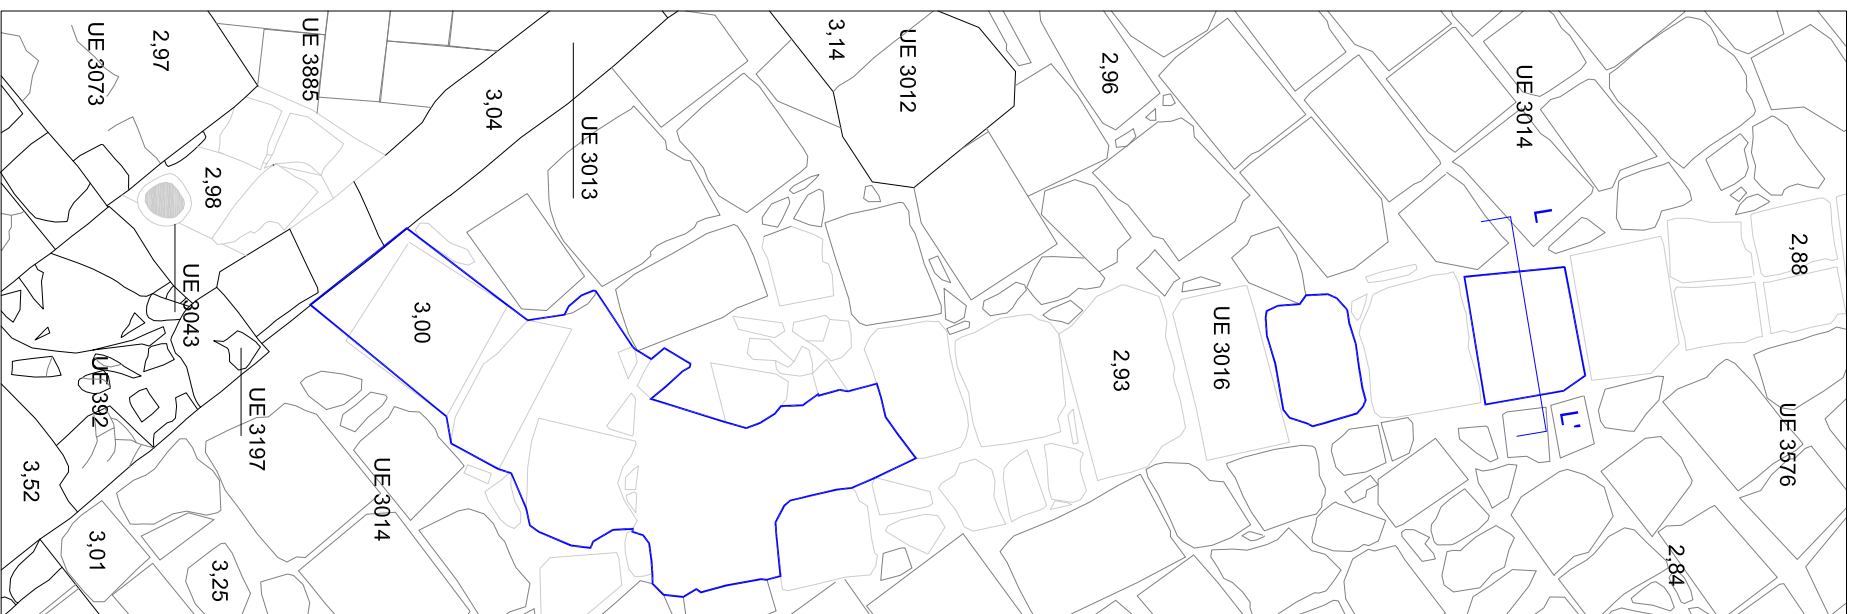 UE 3073
2,97
UE 3885
3,04
UE 3013
3,14
UE 3012
2,96
UE 3014
L
2,88
2,98
UE 3043
3,00
UE 3016
2,93
L'
UE 3576
UE 392
UE 3197
UE 3014
3,52
3,01
3,25
2,84